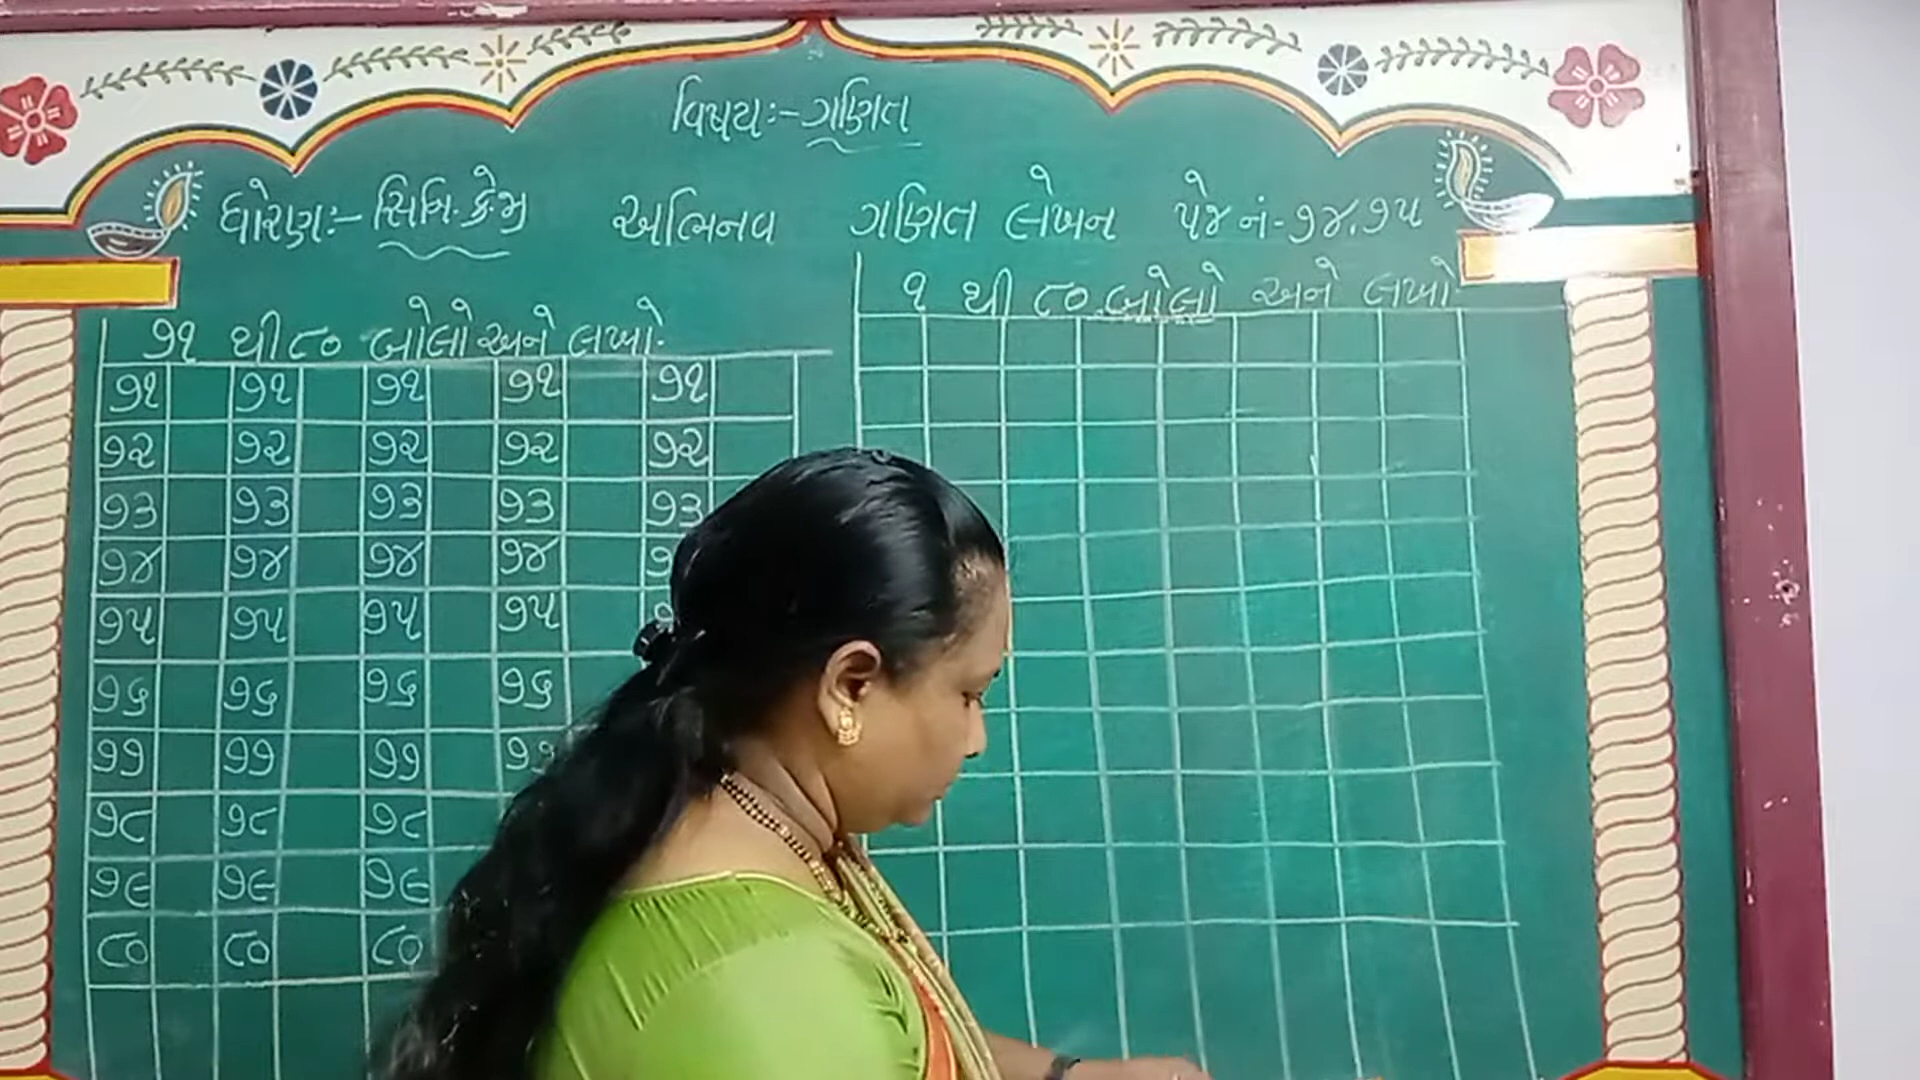 વિષય:- ગણિત
ધોરણ:- સિનિ. કે.જી અભિનવ ગણિત લેખન પેજ નં - ૭૪,૭૫
૭૧ થી ૮૦ બોલો અને લખો.
૧ થી ૮૦ બોલો અને લખો
૭૧ ૭૧ ૭૧ ૭૧ ૭૧
૭૨ ૭૨ ૭૨ ૭૨ ૭૨
૭૩ ૭૩ ૭૩ ૭૩ ૭૩
૭૪ ૭૪ ૭૪ ૭૪
૭૫ ૭૫ ૭૫ ૭૫
૭૬ ૭૬ ૭૬ ૭૬
૭૭ ૭૭ ૭૭
૭૮ ૭૮ ૭૮
૭૯ ૭૯ ૭૯
૮૦ ૮૦ ૮૦